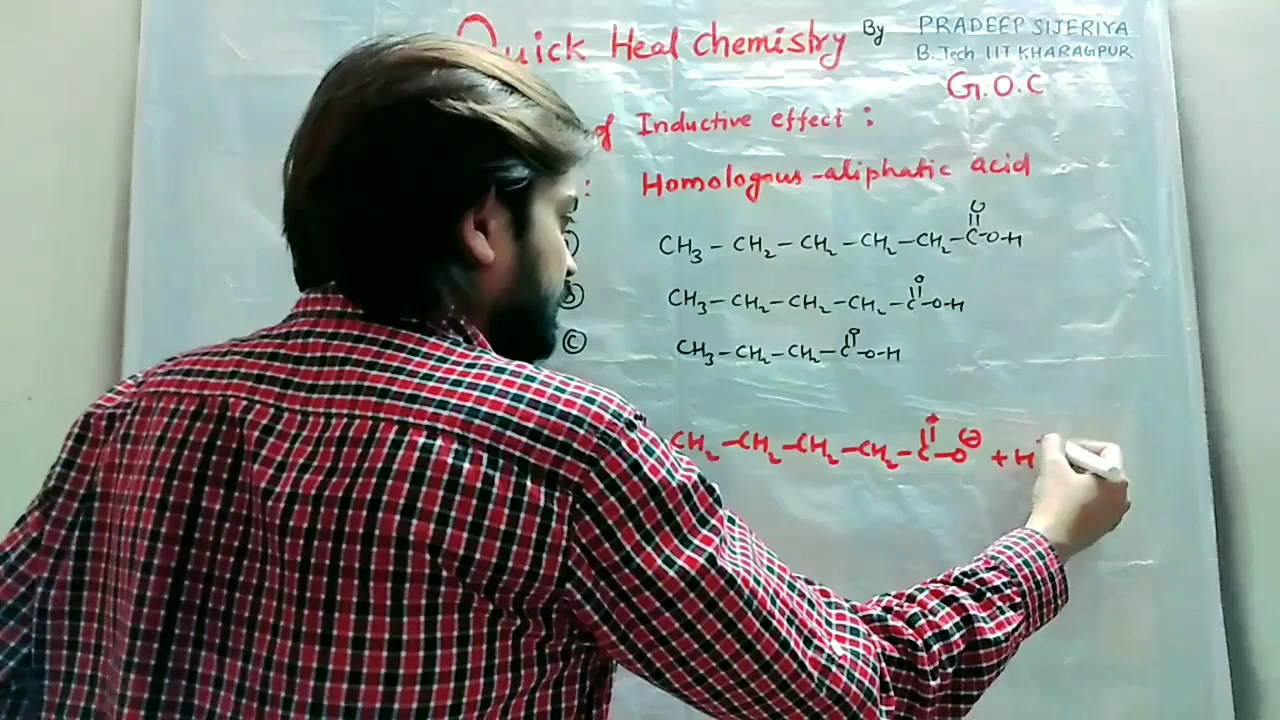 Quick Heal Chemistry By PRADEEP SIJERIYA
B.Tech IIT KHARAGPUR
G.O.C
of Inductive effect :
: Homologous-aliphatic acid
CH3 - CH2 - CH2 - CH2 - CH2 - C - O - H
O
CH3 - CH2 - CH2 - CH2 - C - O - H
O
Ⓒ CH3 - CH2 - CH2 - C - O - H
O
CH2 - CH2 - CH2 - CH2 - C - O ⊖ + H